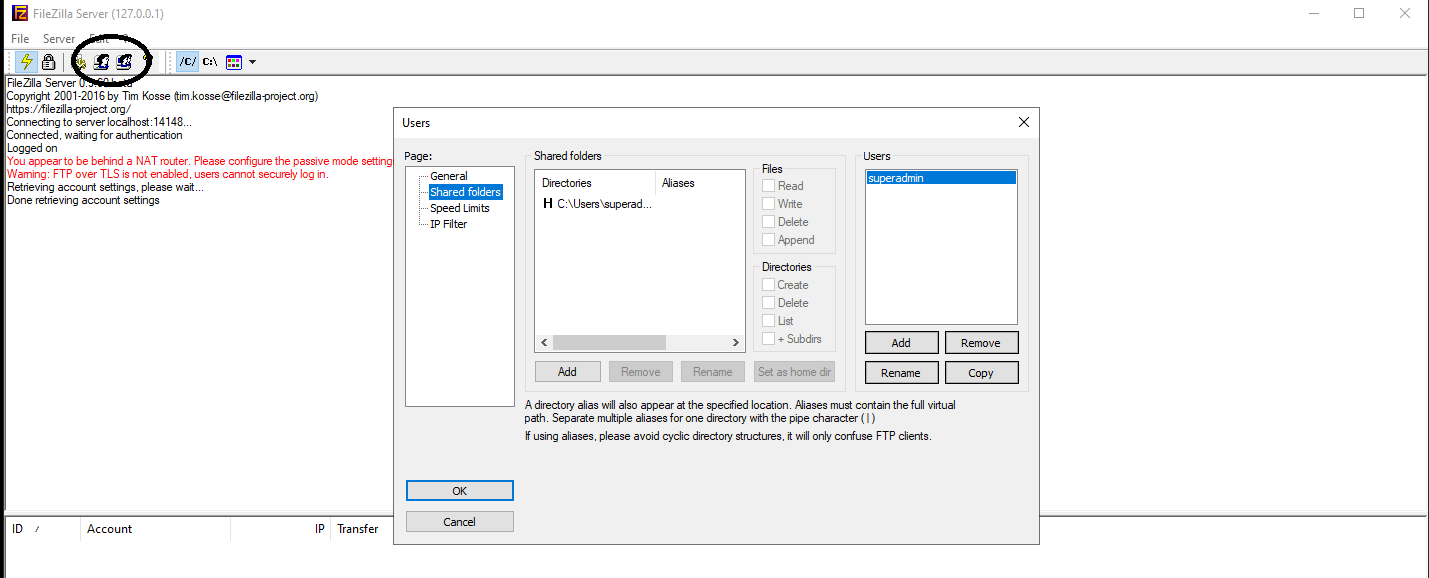 FileZilla Server (127.0.0.1)
File Server Edit ?
/C/ C:\
FileZilla Server 0.9.60 beta
Copyright 2001-2016 by Tim Kosse (tim.kosse@filezilla-project.org)
https://filezilla-project.org/
Connecting to server localhost:14148...
Connected, waiting for authentication
Logged on
You appear to be behind a NAT router. Please configure the passive mode settings
Warning: FTP over TLS is not enabled, users cannot securely log in.
Retrieving account settings, please wait...
Done retrieving account settings
Users
Page:
General
Shared folders
Speed Limits
IP Filter
Shared folders
Directories Aliases
H C:\Users\superad...
Files
Read
Write
Delete
Append
Directories
Create
Delete
List
+ Subdirs
Add Remove Rename Set as home dir
Users
superadmin
Add Remove
Rename Copy
A directory alias will also appear at the specified location. Aliases must contain the full virtual
path. Separate multiple aliases for one directory with the pipe character (|)
If using aliases, please avoid cyclic directory structures, it will only confuse FTP clients.
OK
Cancel
ID / Account IP Transfer